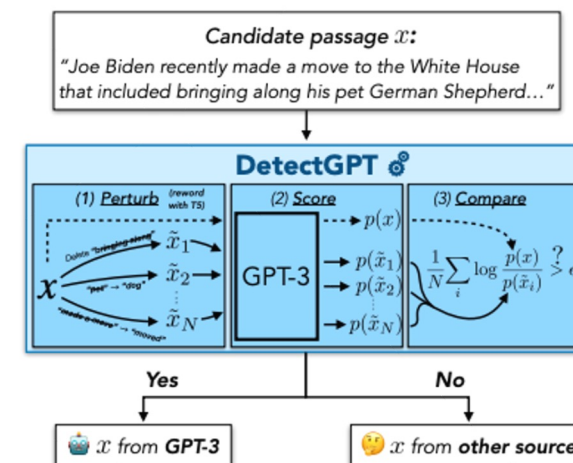 Candidate passage x:
“Joe Biden recently made a move to the White House
that included bringing along his pet German Shepherd…”
DetectGPT
(1) Perturb (reword with T5)
(2) Score
(3) Compare
x
Delete “bringing along”
“pet” → “dog”
“made a move” → “moved”
x̃₁
x̃₂
⋮
x̃_N
GPT-3
p(x)
p(x̃₁)
p(x̃₂)
⋮
p(x̃_N)
1/N ∑ᵢ log p(x)/p(x̃ᵢ) ?>
Yes
No
x from GPT-3
x from other source